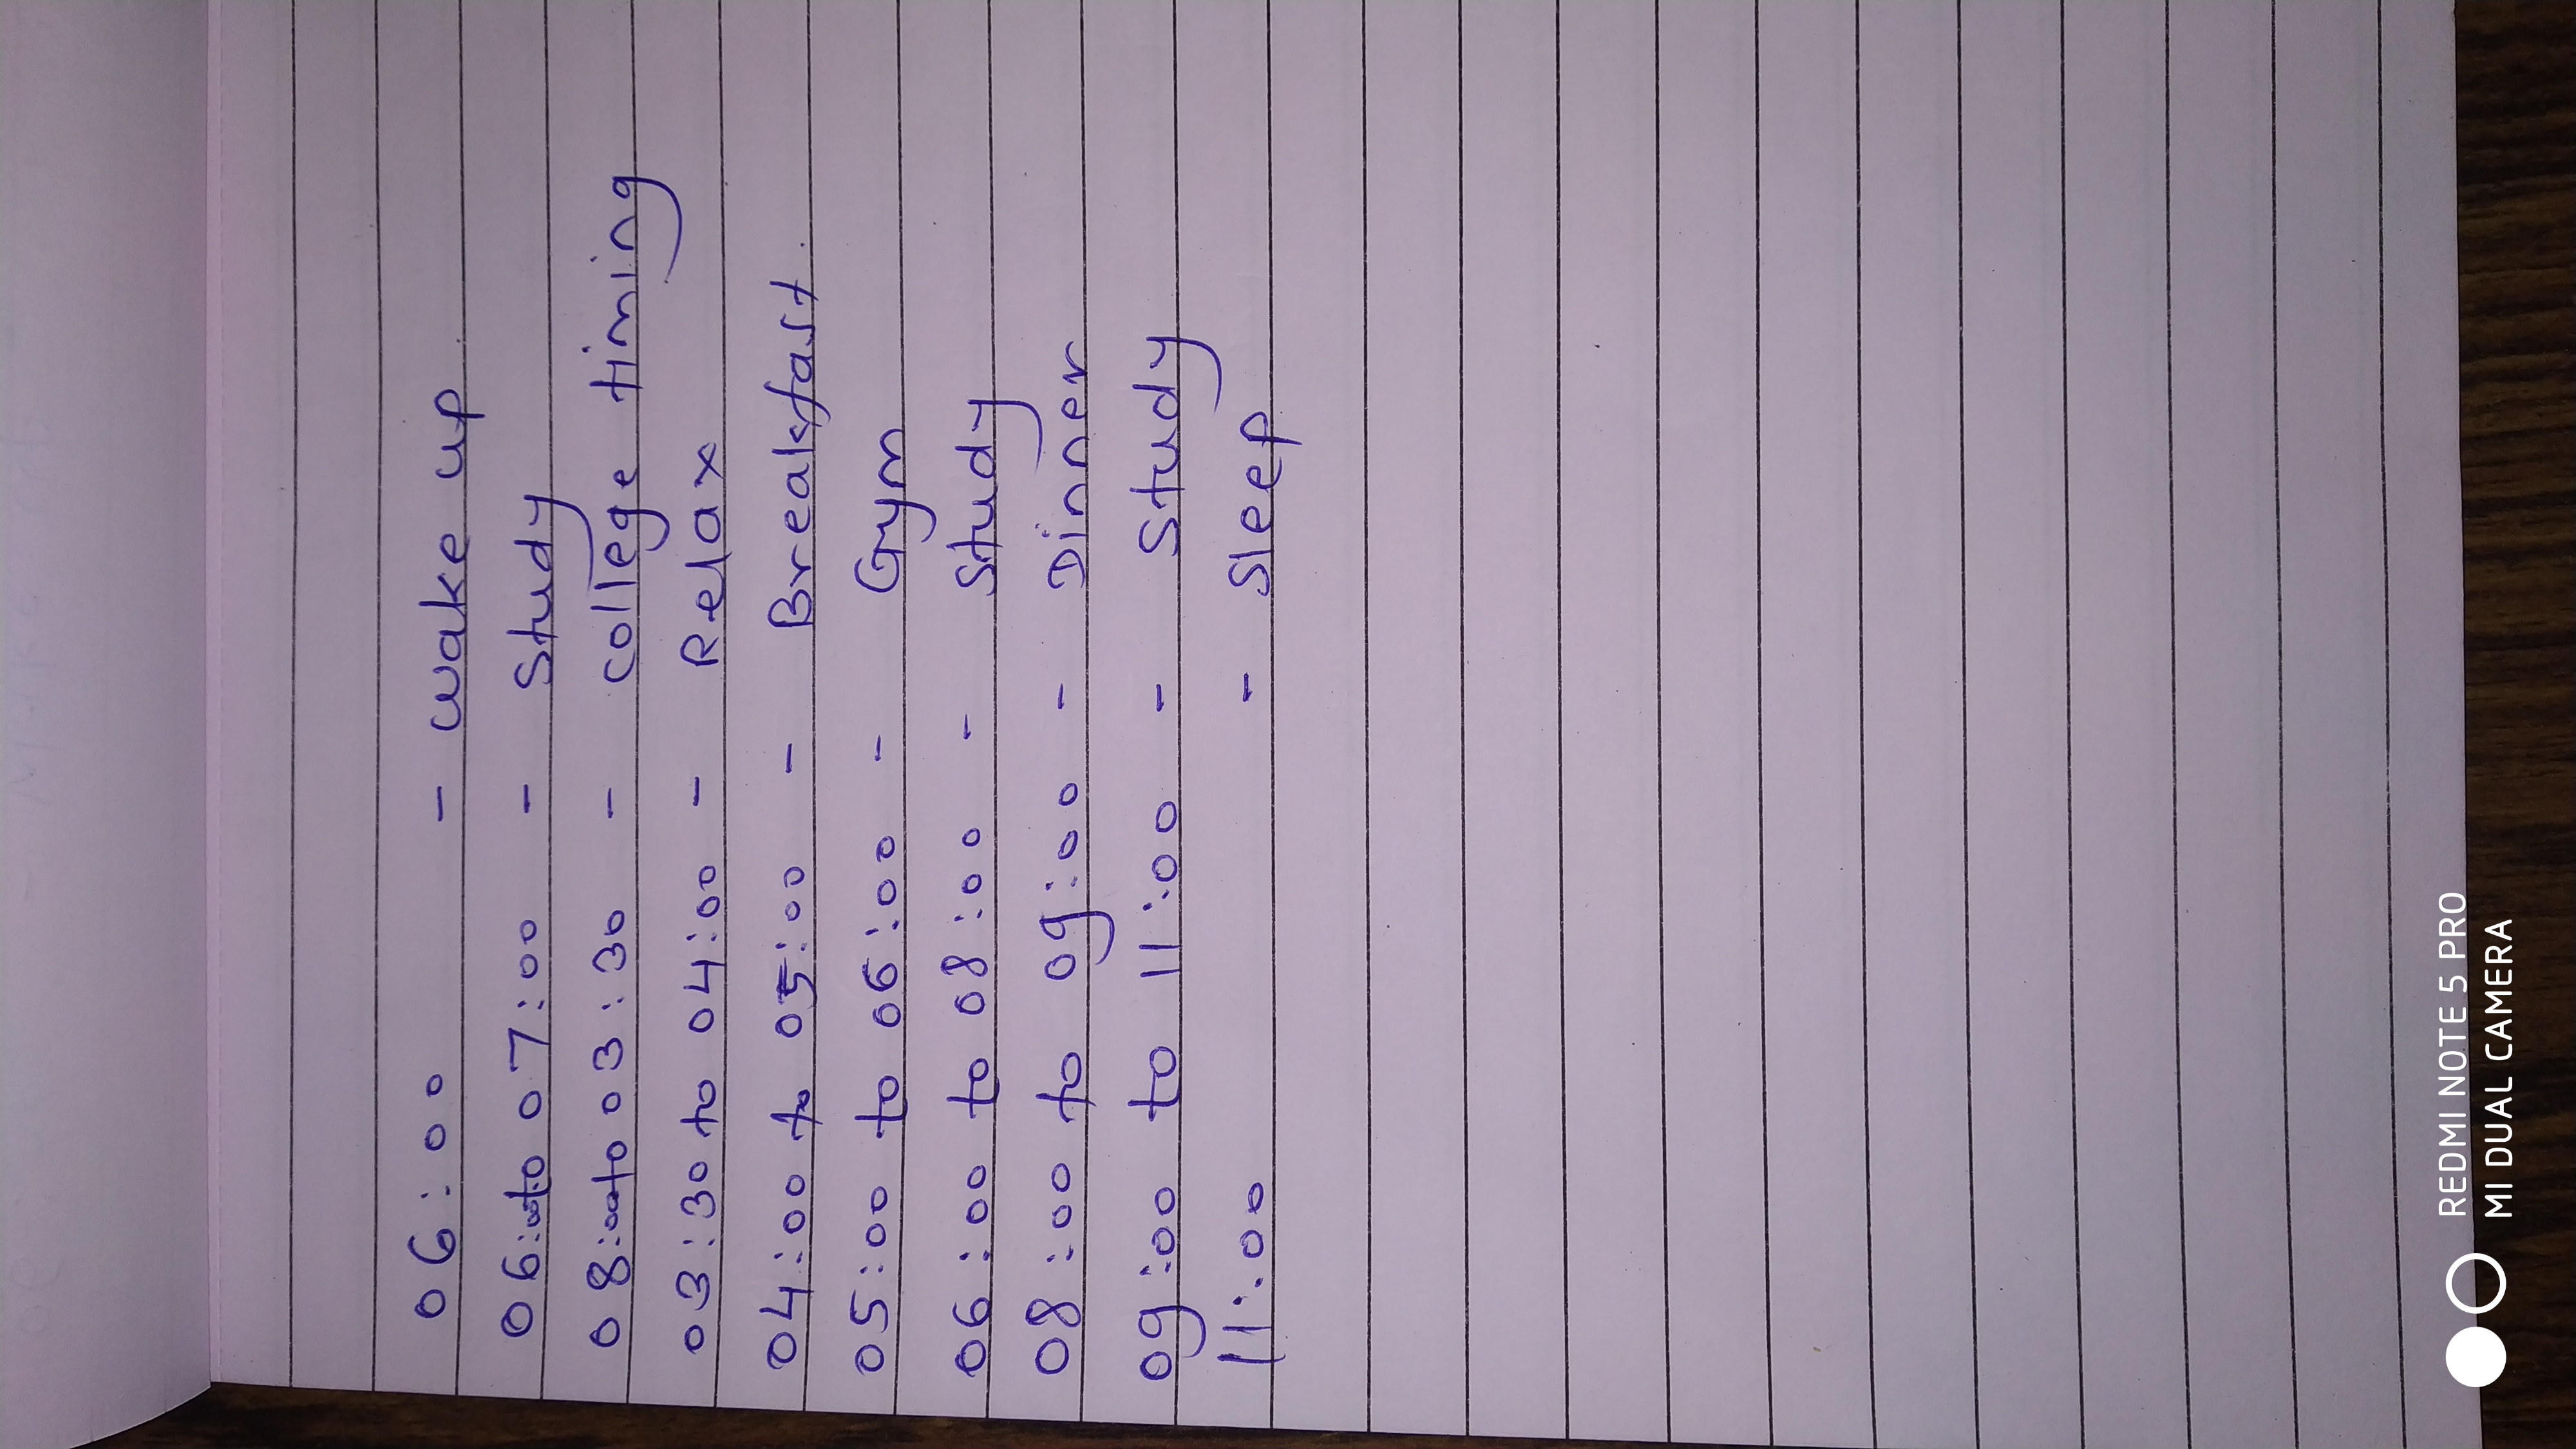 06:00 - wake up
06:00 to 07:00 - Study
08:00 to 03:30 - college timing
03:30 to 04:00 - Relax
04:00 to 05:00 - Breakfast.
05:00 to 06:00 - Gym
06:00 to 08:00 - Study
08:00 to 09:00 - Dinner
09:00 to 11:00 - Study
11:00 - Sleep
REDMI NOTE 5 PRO
MI DUAL CAMERA